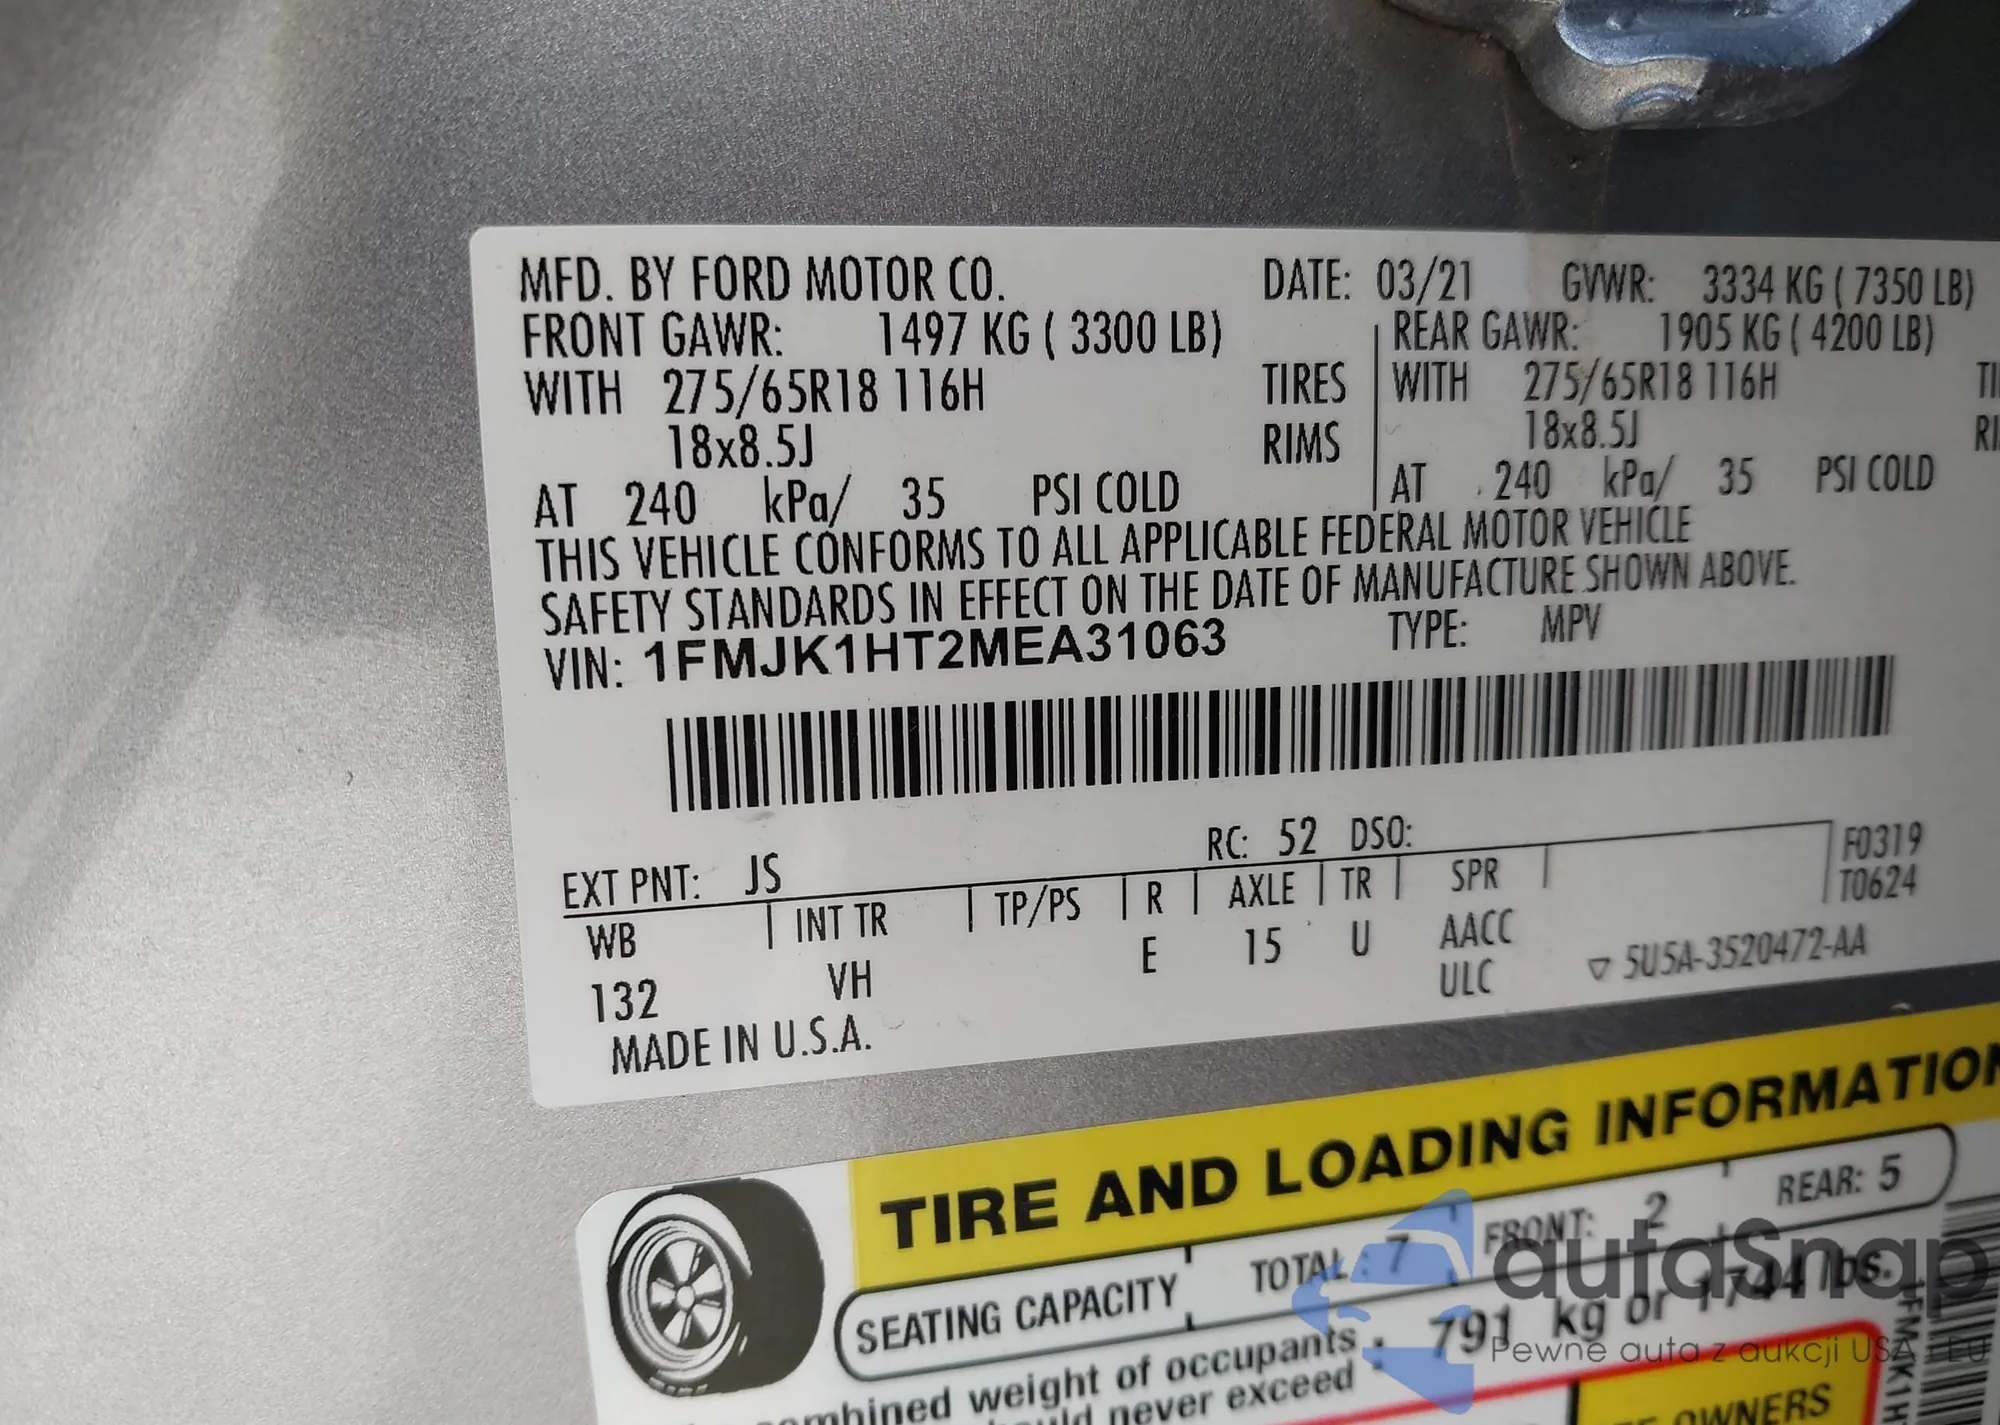 MFD. BY FORD MOTOR CO. DATE: 03/21 GVWR: 3334 KG ( 7350 LB)
FRONT GAWR: 1497 KG ( 3300 LB) REAR GAWR: 1905 KG ( 4200 LB)
WITH 275/65R18 116H TIRES WITH 275/65R18 116H
18x8.5J RIMS 18x8.5J
AT 240 kPa/ 35 PSI COLD AT 240 kPa/ 35 PSI COLD
THIS VEHICLE CONFORMS TO ALL APPLICABLE FEDERAL MOTOR VEHICLE
SAFETY STANDARDS IN EFFECT ON THE DATE OF MANUFACTURE SHOWN ABOVE.
VIN: 1FMJK1HT2MEA31063 TYPE: MPV
EXT PNT: JS RC: 52 DSO: F0319
WB INT TR TP/PS R AXLE TR SPR T0624
132 VH E 15 U AACC
ULC ▽ 5U5A-3520472-AA
MADE IN U.S.A.
TIRE AND LOADING INFORMATION
SEATING CAPACITY TOTAL : 7 FRONT: 2 REAR: 5
combined weight of occupants : 791 kg or 1744 lbs.
should never exceed :
OWNERS
autaSnap
Pewne auta z aukcji USA i EU